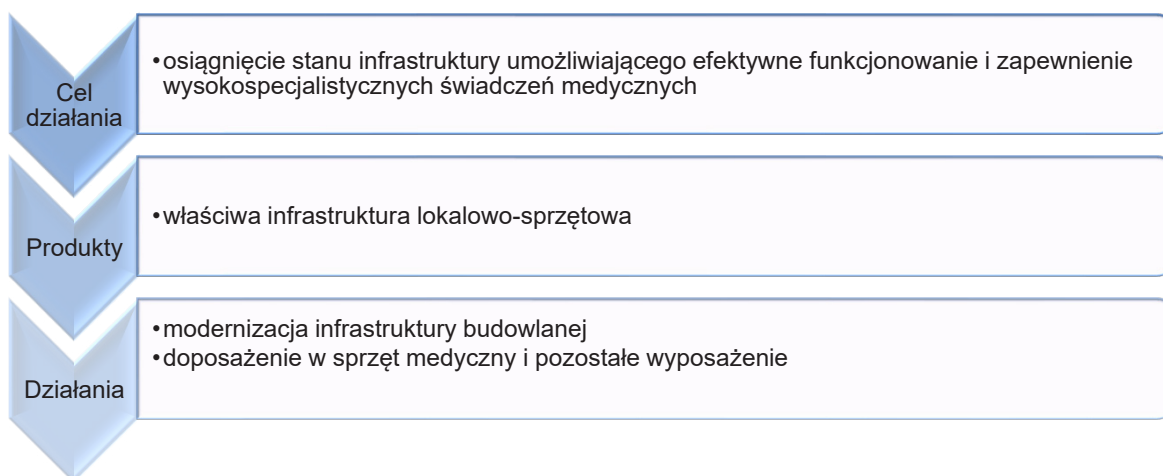 Cel
działania
•osiągnięcie stanu infrastruktury umożliwiającego efektywne funkcjonowanie i zapewnienie
wysokospecjalistycznych świadczeń medycznych
Produkty
•właściwa infrastruktura lokalowo-sprzętowa
Działania
•modernizacja infrastruktury budowlanej
•doposażenie w sprzęt medyczny i pozostałe wyposażenie